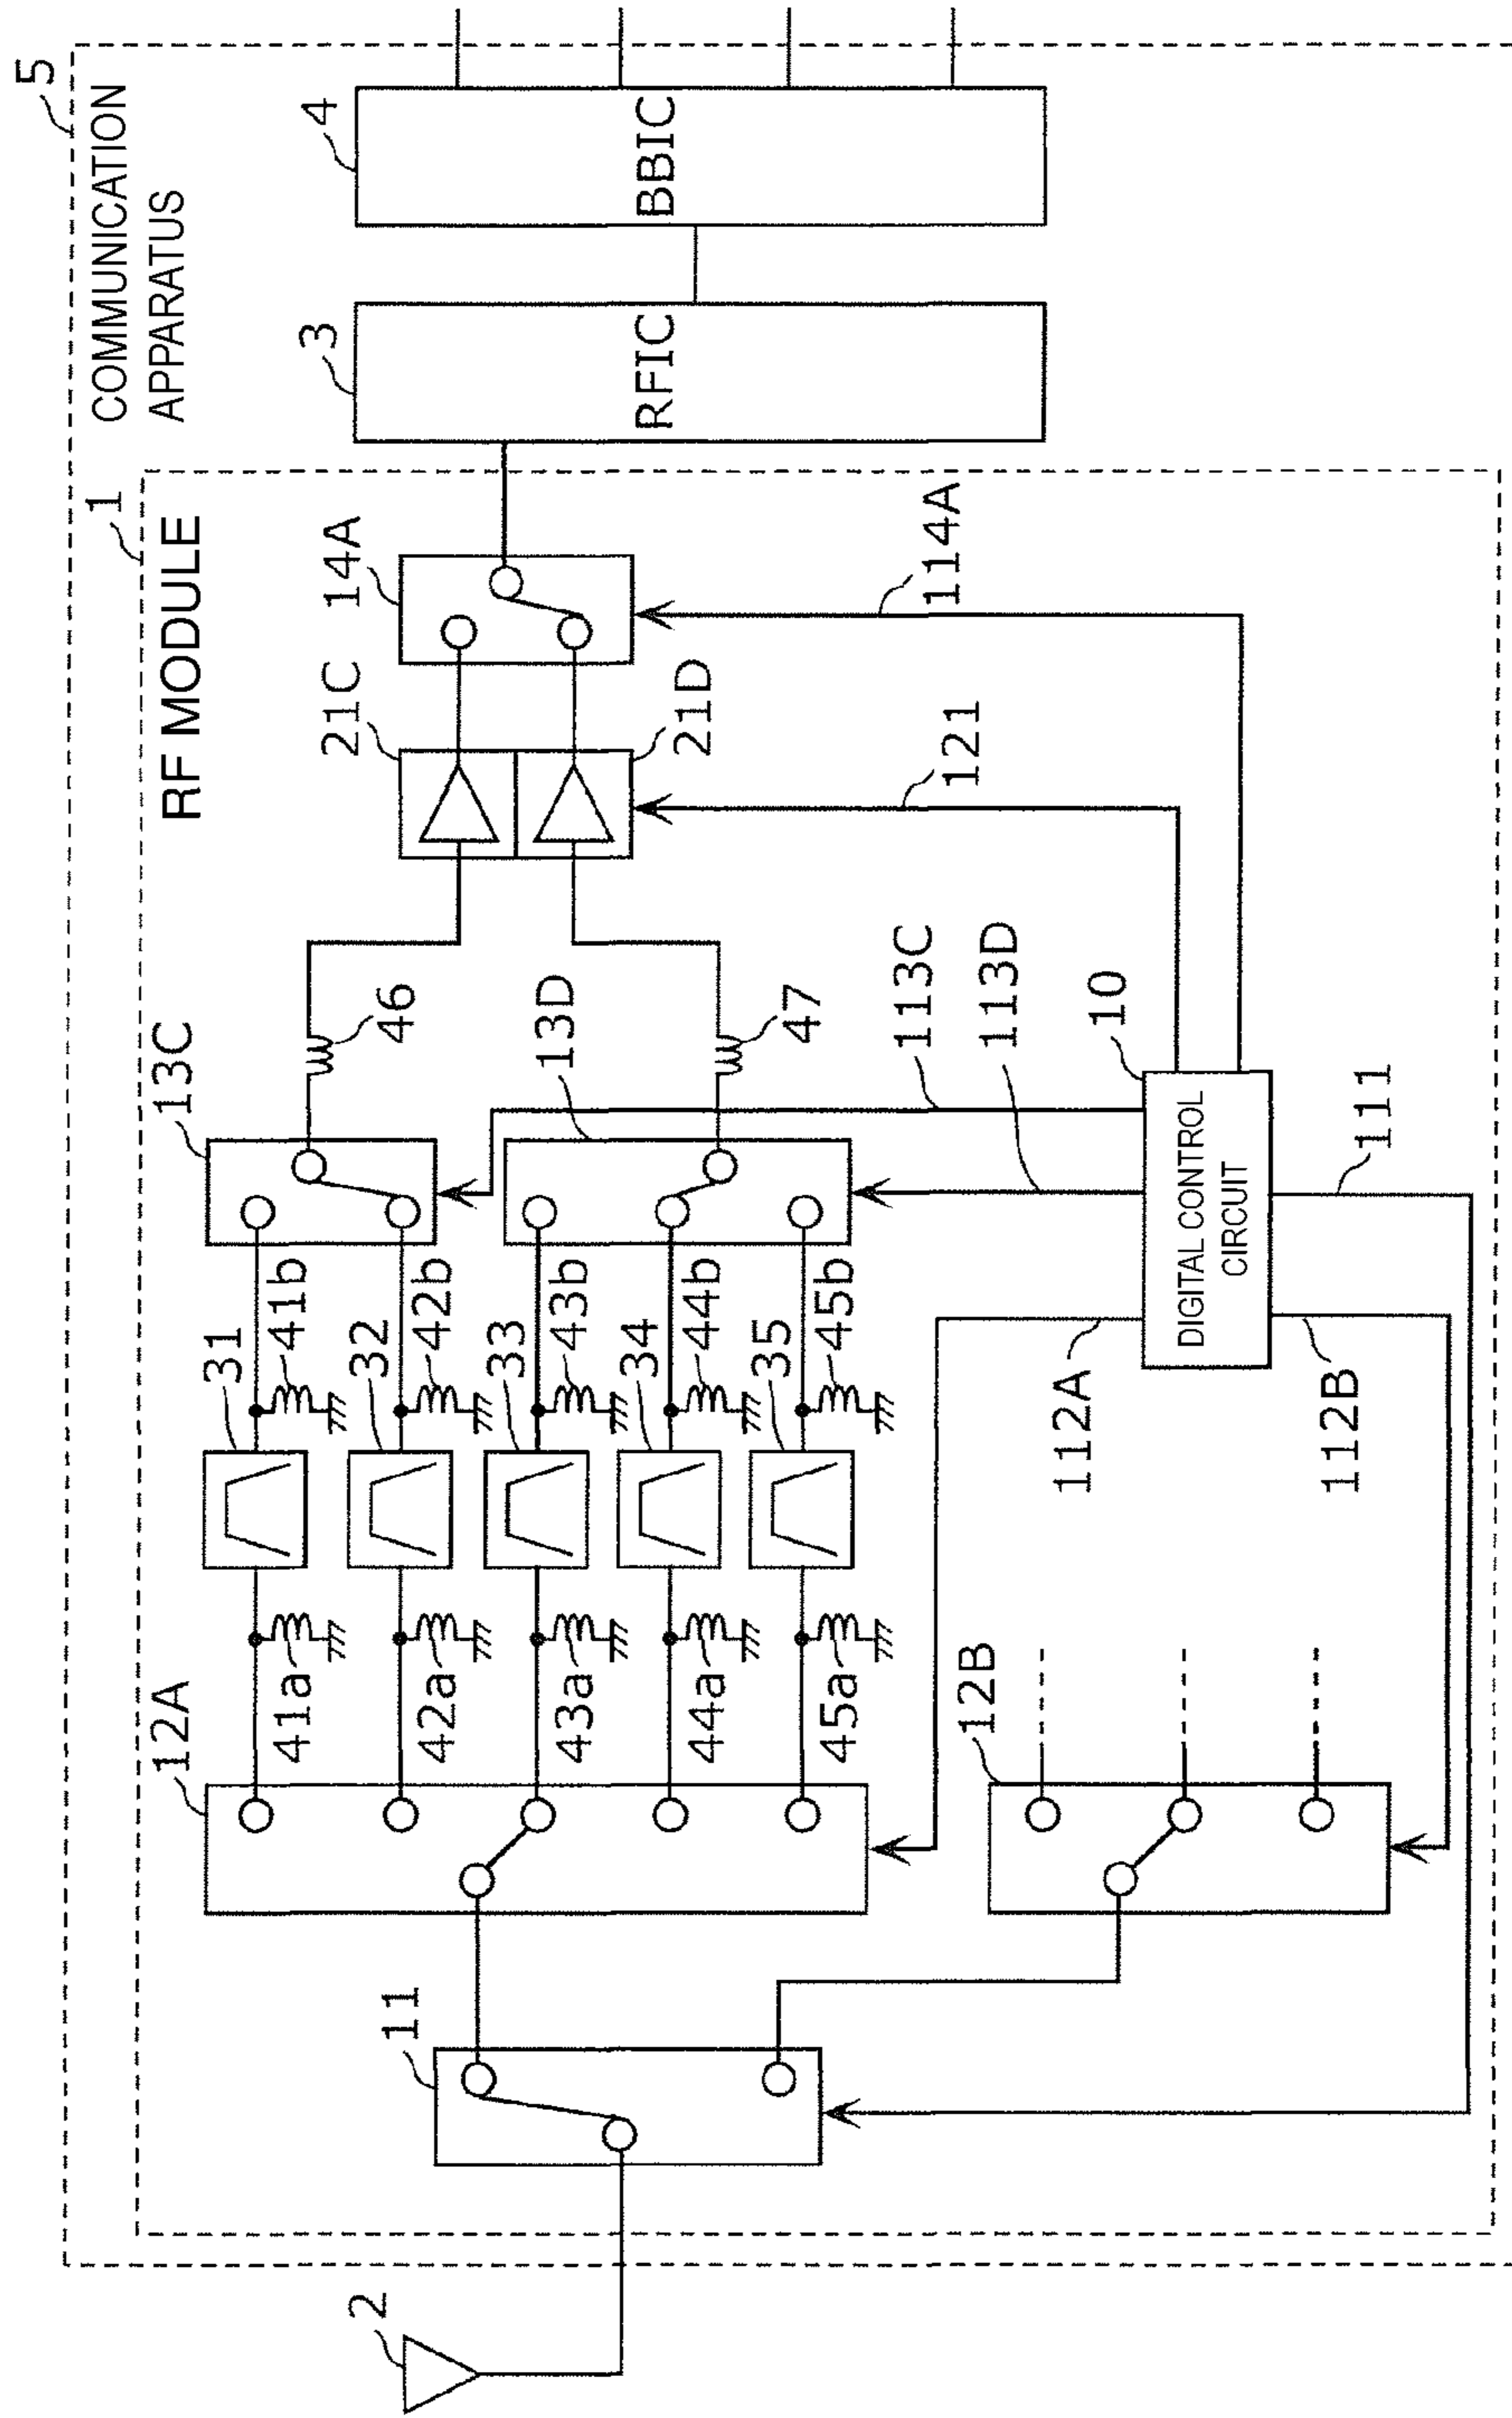 5
COMMUNICATION
APPARATUS
1
RF MODULE
2
11
12A
41a
42a
43a
44a
45a
31
41b
32
42b
33
43b
34
44b
35
45b
13C
13D
46
47
21C
21D
14A
3
RFIC
4
BBIC
12B
112A
112B
10
DIGITAL CONTROL
CIRCUIT
111
113C
113D
121
114A